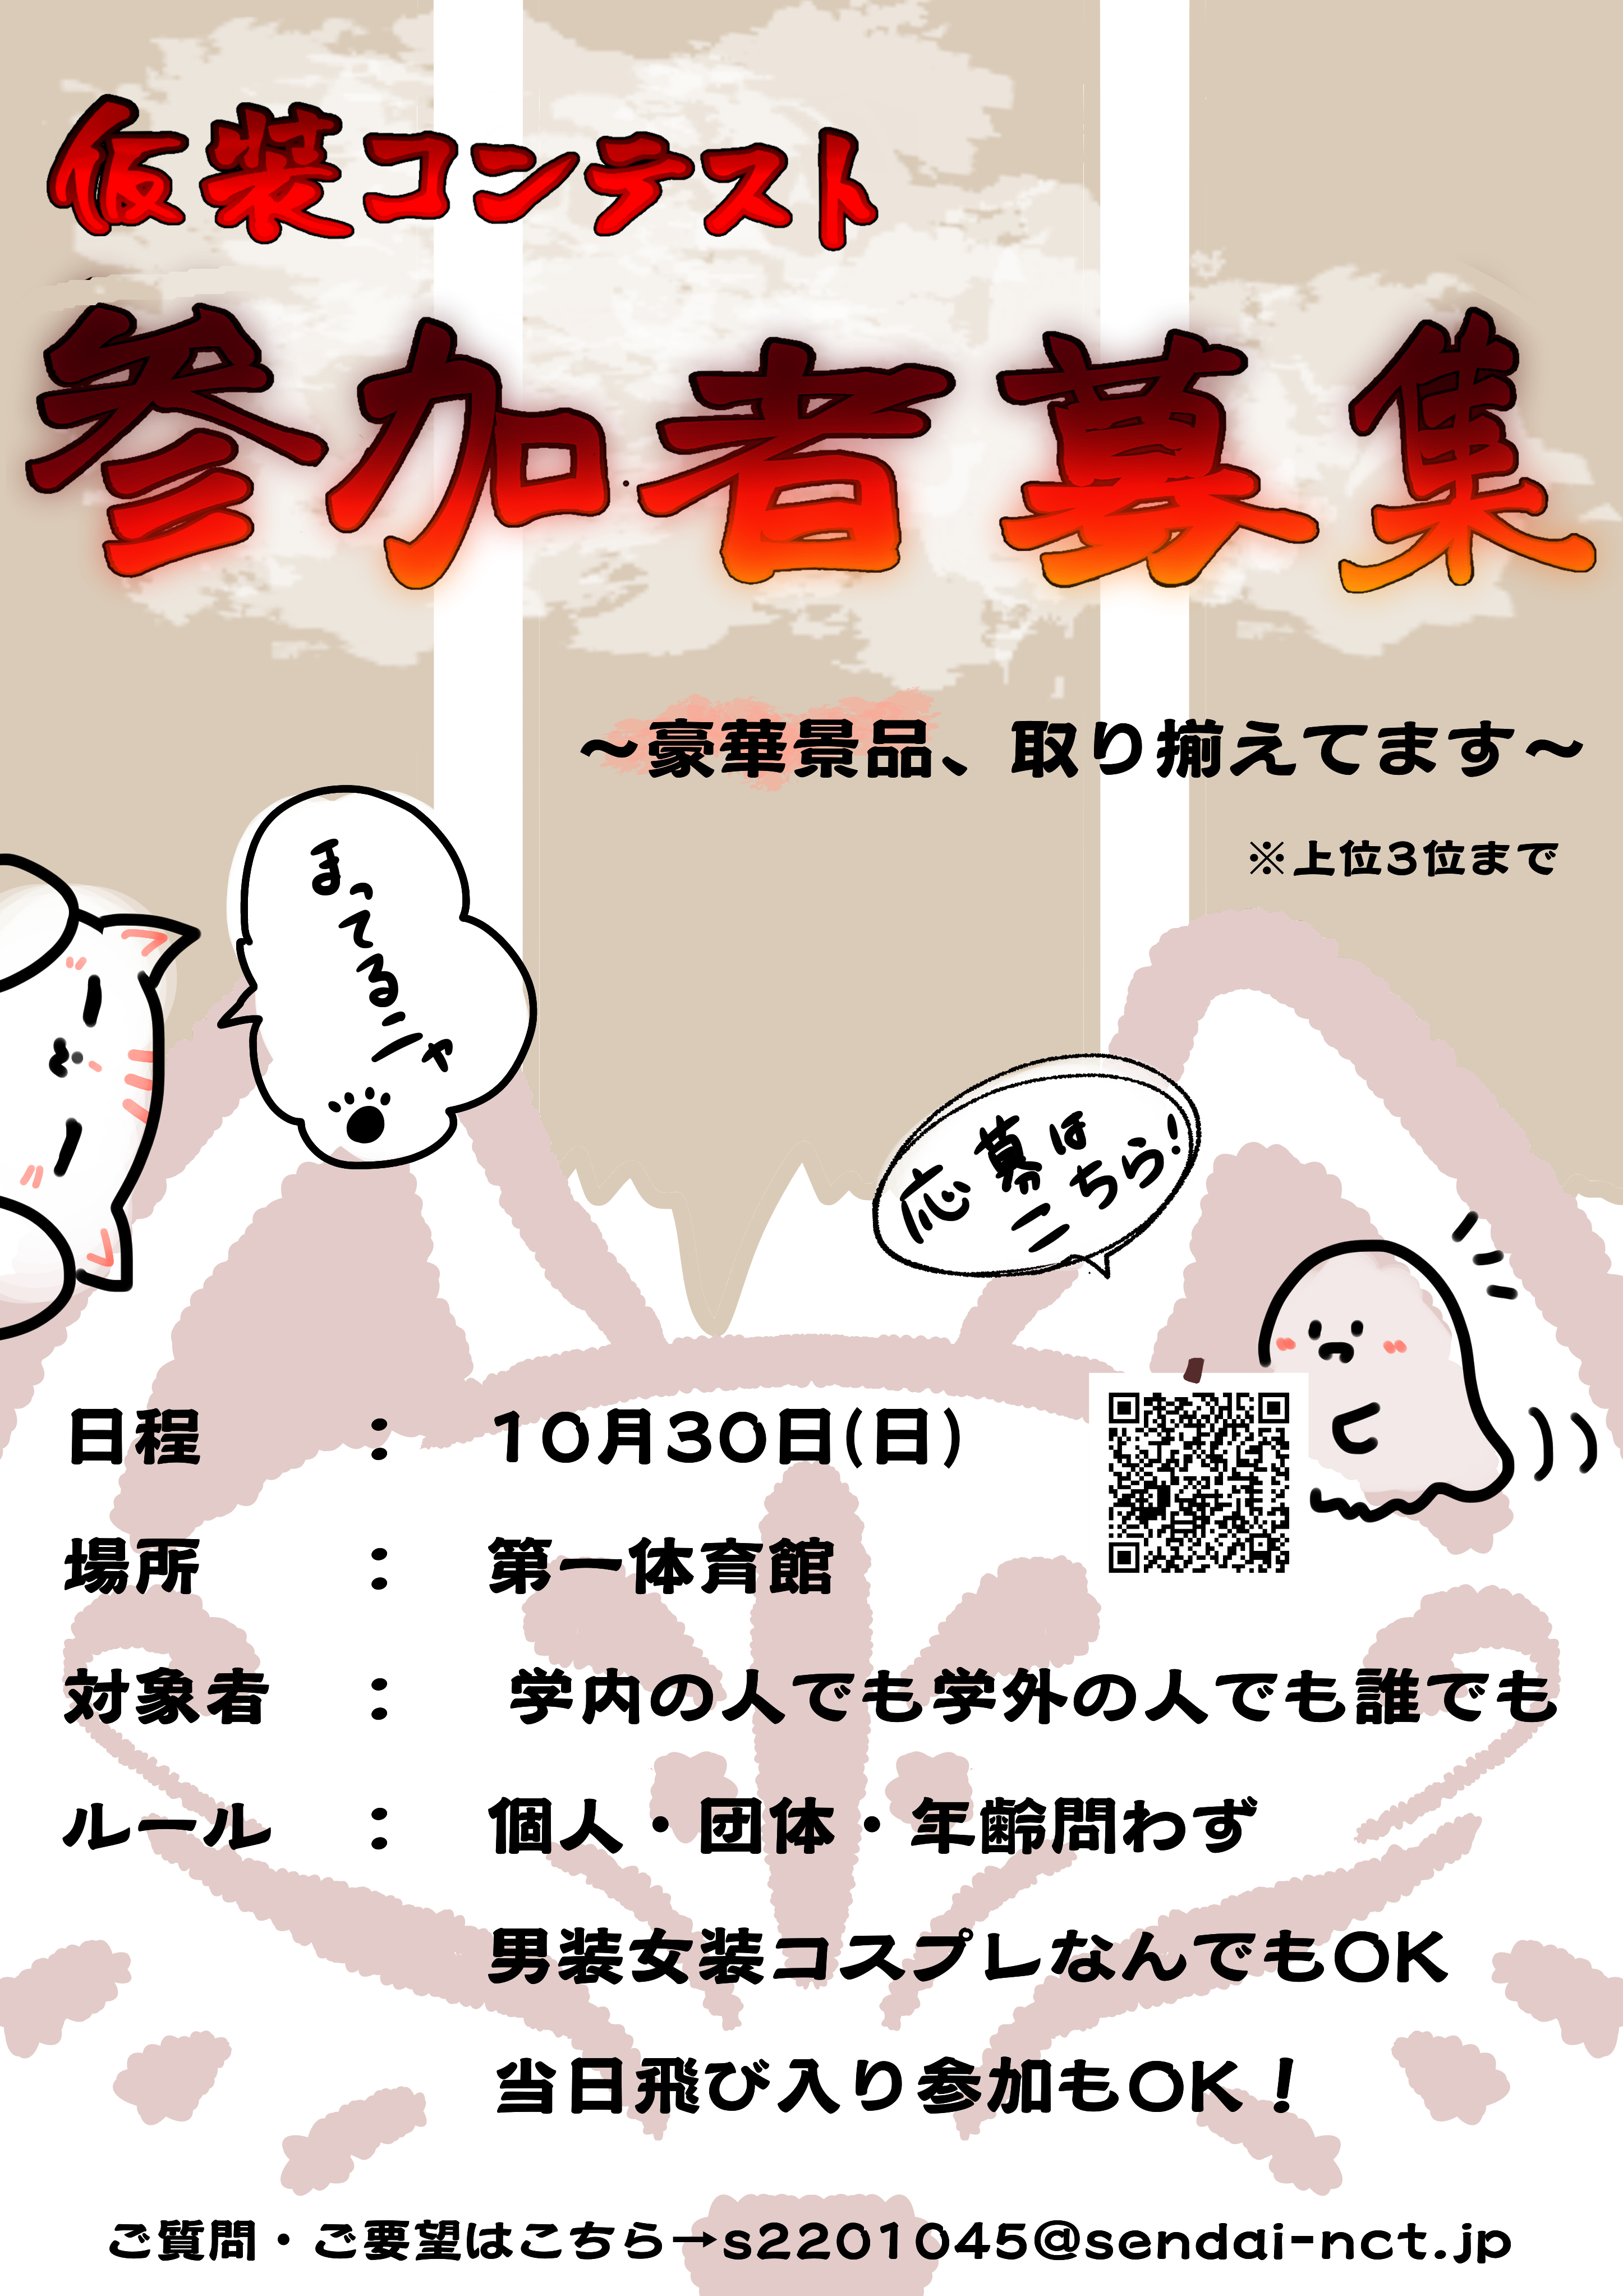 仮装コンテスト
参加者募集
～豪華景品、取り揃えてます～
※上位3位まで
まってるニャ
応募は
こちら!
日程 : 10月30日(日)
場所 : 第一体育館
対象者 : 学内の人でも学外の人でも誰でも
ルール : 個人・団体・年齢問わず
男装女装コスプレなんでもOK
当日飛び入り参加もOK！
ご質問・ご要望はこちら→s2201045@sendai-nct.jp